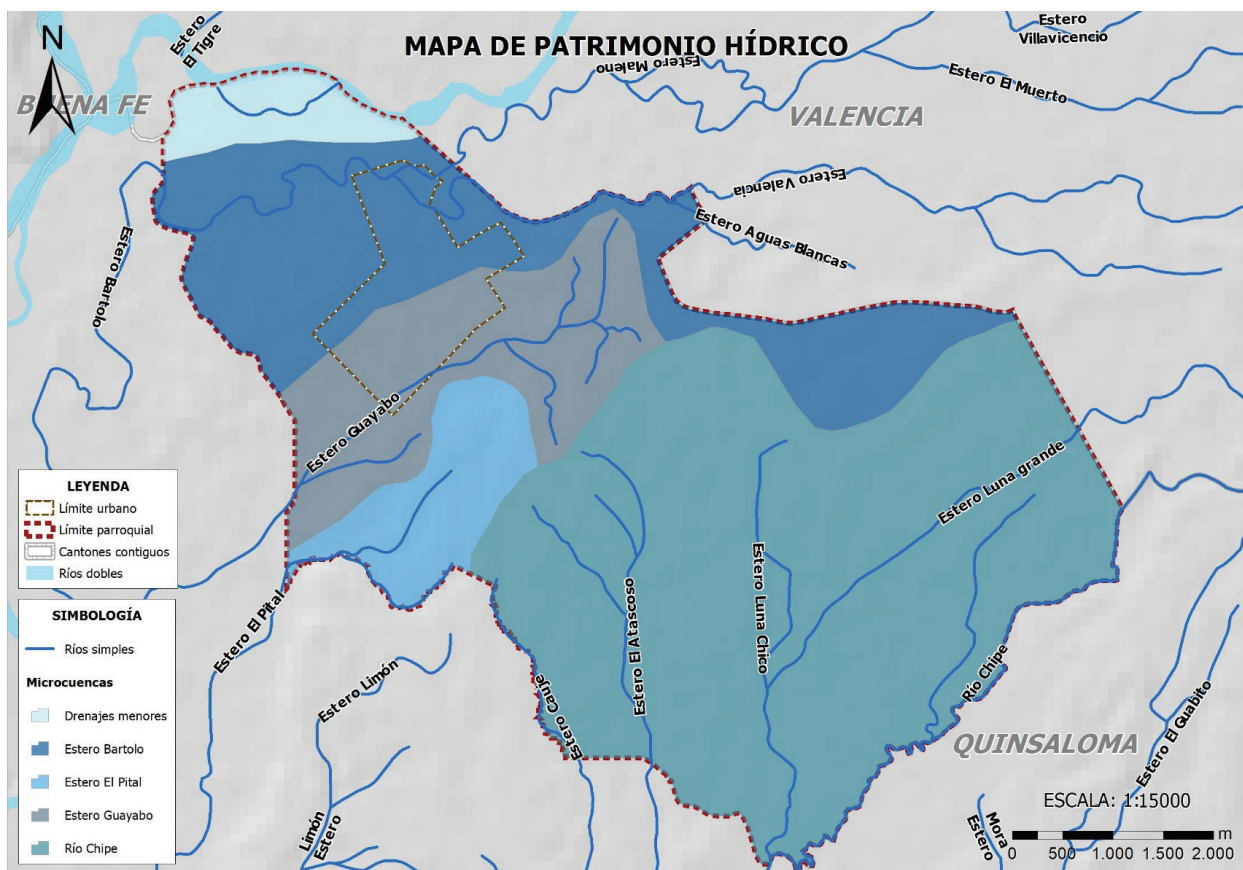 MAPA DE PATRIMONIO HÍDRICO
N
Estero
El Tigre
Estero
Villavicencio
Estero Maleno
Estero El Muerto
BUENA FE
VALENCIA
Estero Valencia
Estero Aguas Blancas
Estero Bartolo
Estero Guayabo
Estero Luna grande
Estero El Pital
Estero Limón
Estero Cauje
Estero El Atascoso
Estero Luna Chico
Río Chipe
Estero El Guabito
QUINSALOMA
Limón
Estero
Mora
Estero
LEYENDA
Límite urbano
Límite parroquial
Cantones contiguos
Ríos dobles
SIMBOLOGÍA
Ríos simples
Microcuencas
Drenajes menores
Estero Bartolo
Estero El Pital
Estero Guayabo
Río Chipe
ESCALA: 1:15000
m
0 500 1.000 1.500 2.000